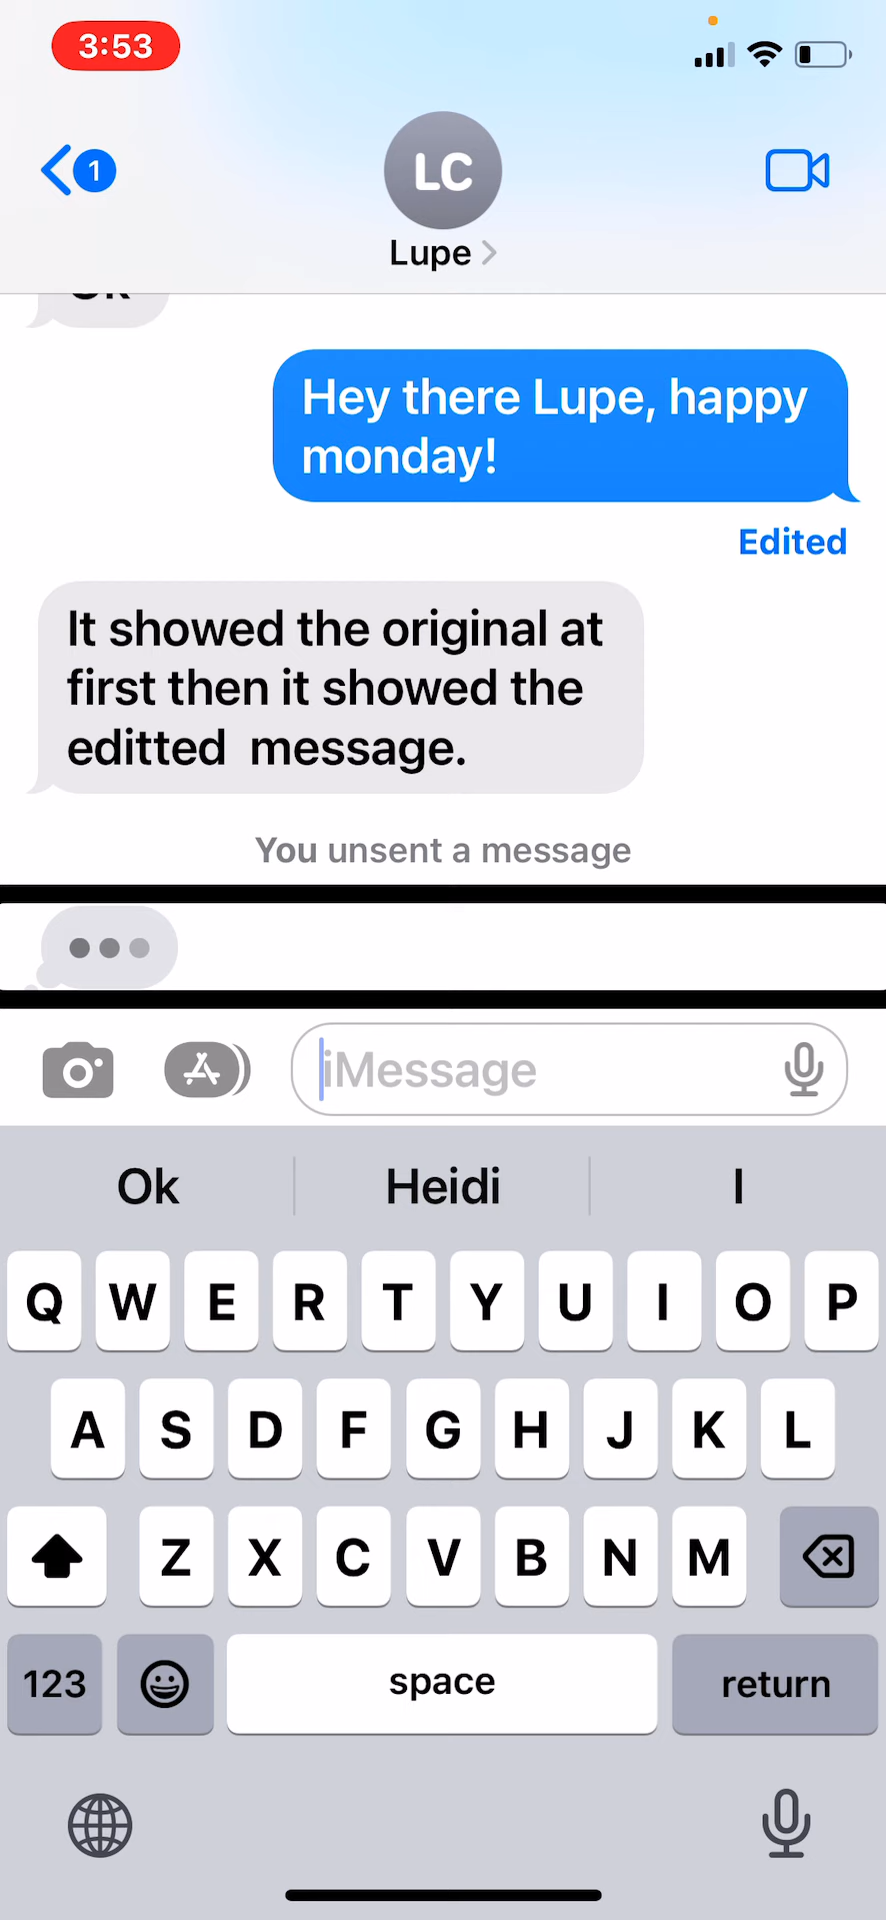 3:53
1
LC
Lupe
Hey there Lupe, happy
monday!
Edited
It showed the original at
first then it showed the
editted  message.
You unsent a message
iMessage
Ok Heidi I
Q W E R T Y U I O P
A S D F G H J K L
Z X C V B N M
123 space return